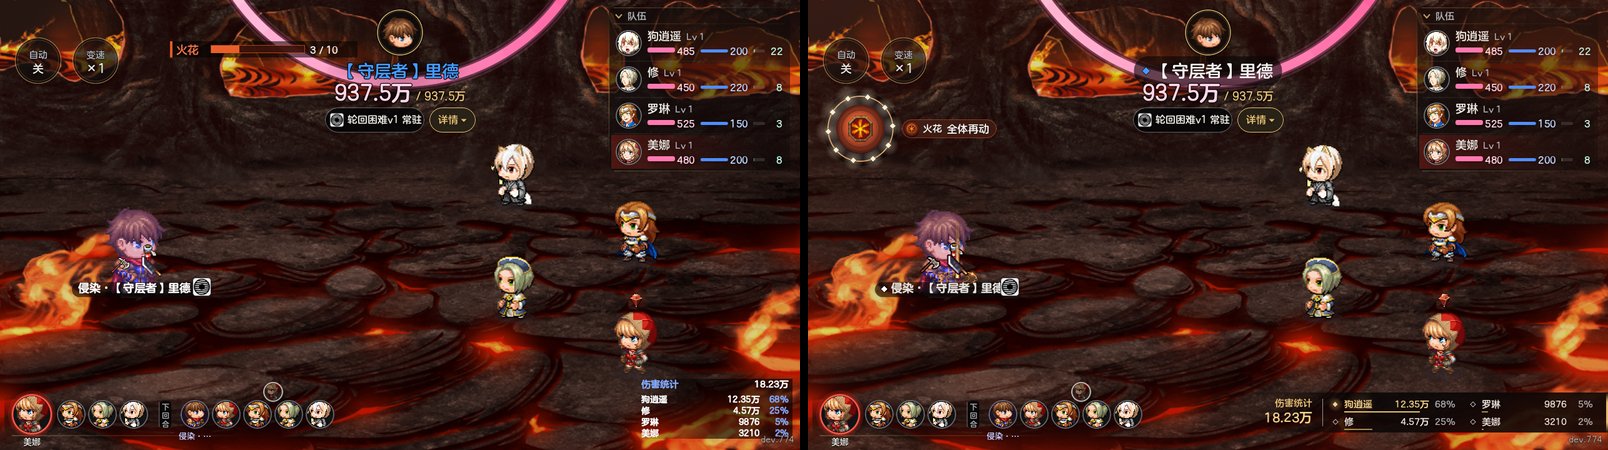 自动
关
变速
×1
火花
3 / 10
【守层者】里德
937.5万 / 937.5万
轮回困难v1 常驻
详情
队伍
狗逍遥 Lv 1
485 200 22
修 Lv 1
450 220 8
罗琳 Lv 1
525 150 3
美娜 Lv 1
480 200 8
侵染·【守层者】里德
美娜
下回合
侵染·…
伤害统计 18.23万
狗逍遥 12.35万 68%
修 4.57万 25%
罗琳 9876 5%
美娜 3210 2%
dev.774
自动
关
变速
×1
火花 全体再动
【守层者】里德
937.5万 / 937.5万
轮回困难v1 常驻
详情
队伍
狗逍遥 Lv 1
485 200 22
修 Lv 1
450 220 8
罗琳 Lv 1
525 150 3
美娜 Lv 1
480 200 8
侵染·【守层者】里德
美娜
下回合
侵染·…
伤害统计
18.23万
狗逍遥 12.35万 68%
罗琳 9876 5%
修 4.57万 25%
美娜 3210 2%
dev.774